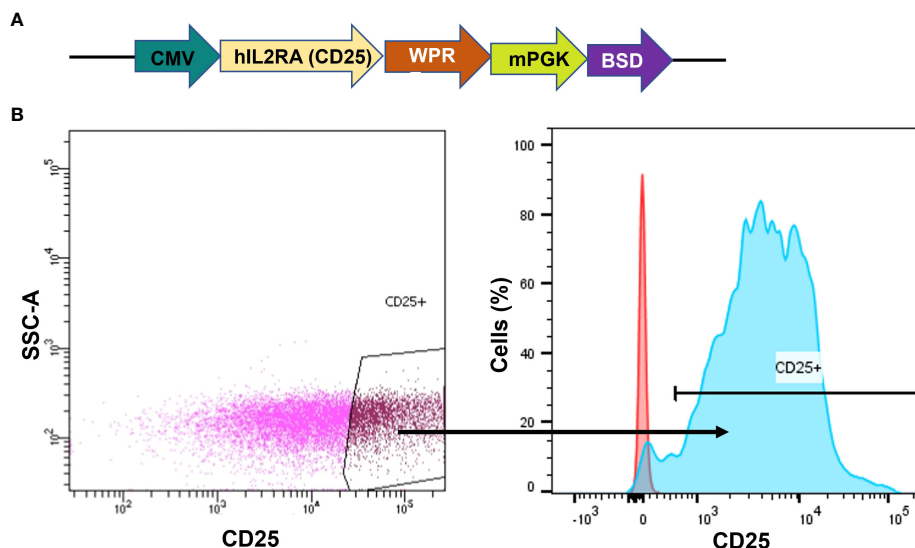 A
CMV hIL2RA (CD25) WPR mPGK BSD
B
SSC-A
10^5
10^4
10^3
10^2
CD25+
10^2 10^3 10^4 10^5
CD25
Cells (%)
100
80
60
40
20
0
CD25+
-10^3 0 10^3 10^4 10^5
CD25